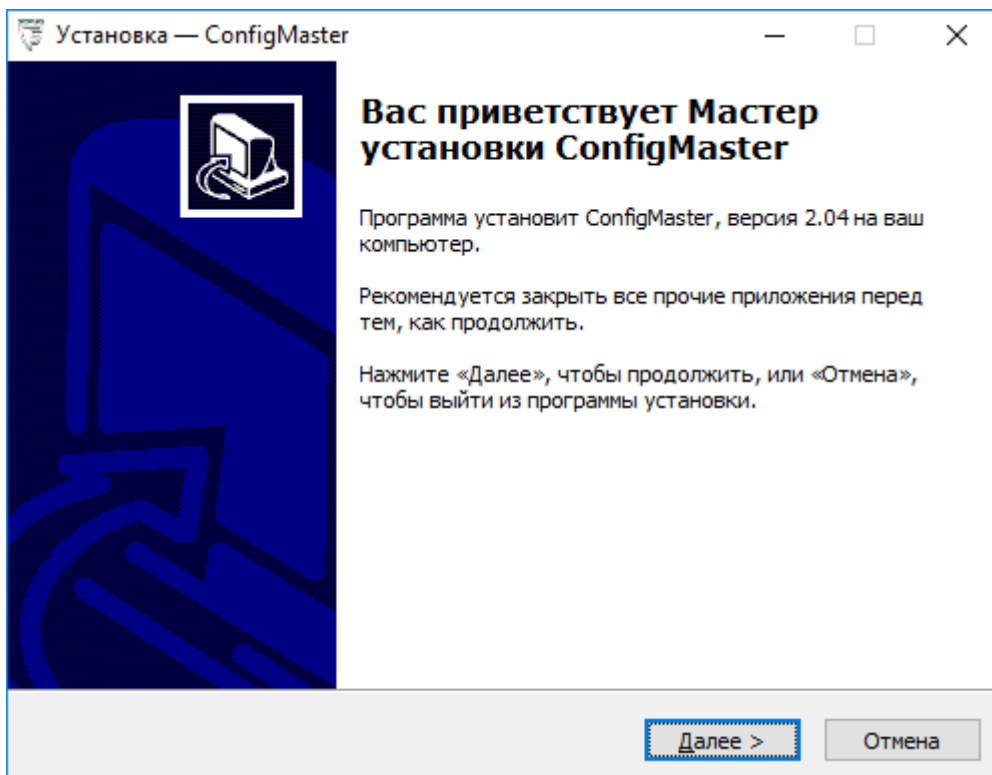 Установка — ConfigMaster
Вас приветствует Мастер
установки ConfigMaster
Программа установит ConfigMaster, версия 2.04 на ваш
компьютер.
Рекомендуется закрыть все прочие приложения перед
тем, как продолжить.
Нажмите «Далее», чтобы продолжить, или «Отмена»,
чтобы выйти из программы установки.
Далее >
Отмена